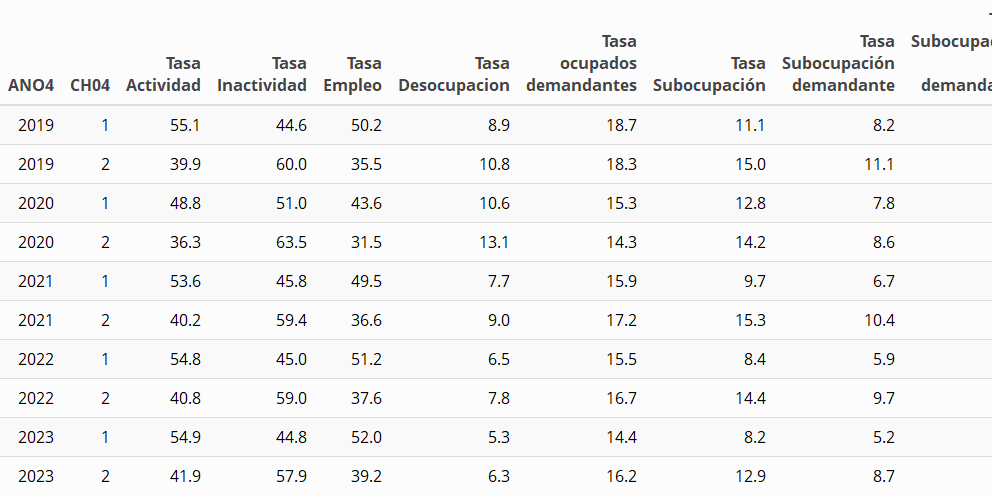 ANO4 CH04 Tasa Actividad Tasa Inactividad Tasa Empleo Tasa Desocupacion Tasa ocupados demandantes Tasa Subocupación Tasa Subocupación demandante
2019 1 55.1 44.6 50.2 8.9 18.7 11.1 8.2
2019 2 39.9 60.0 35.5 10.8 18.3 15.0 11.1
2020 1 48.8 51.0 43.6 10.6 15.3 12.8 7.8
2020 2 36.3 63.5 31.5 13.1 14.3 14.2 8.6
2021 1 53.6 45.8 49.5 7.7 15.9 9.7 6.7
2021 2 40.2 59.4 36.6 9.0 17.2 15.3 10.4
2022 1 54.8 45.0 51.2 6.5 15.5 8.4 5.9
2022 2 40.8 59.0 37.6 7.8 16.7 14.4 9.7
2023 1 54.9 44.8 52.0 5.3 14.4 8.2 5.2
2023 2 41.9 57.9 39.2 6.3 16.2 12.9 8.7